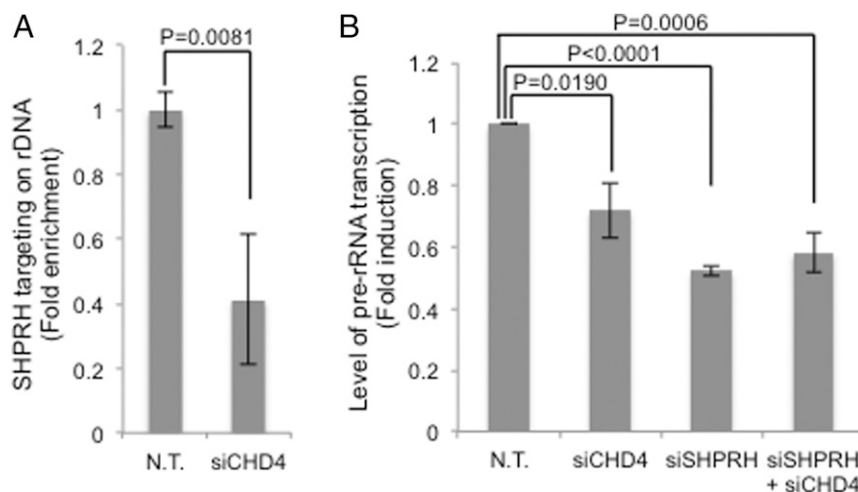 A
P=0.0081
SHPRH targeting on rDNA
(Fold enrichment)
1.2
1
0.8
0.6
0.4
0.2
0
N.T.
siCHD4
B
P=0.0006
P<0.0001
P=0.0190
Level of pre-rRNA transcription
(Fold induction)
1.2
1
0.8
0.6
0.4
0.2
0
N.T.
siCHD4
siSHPRH
siSHPRH
+ siCHD4